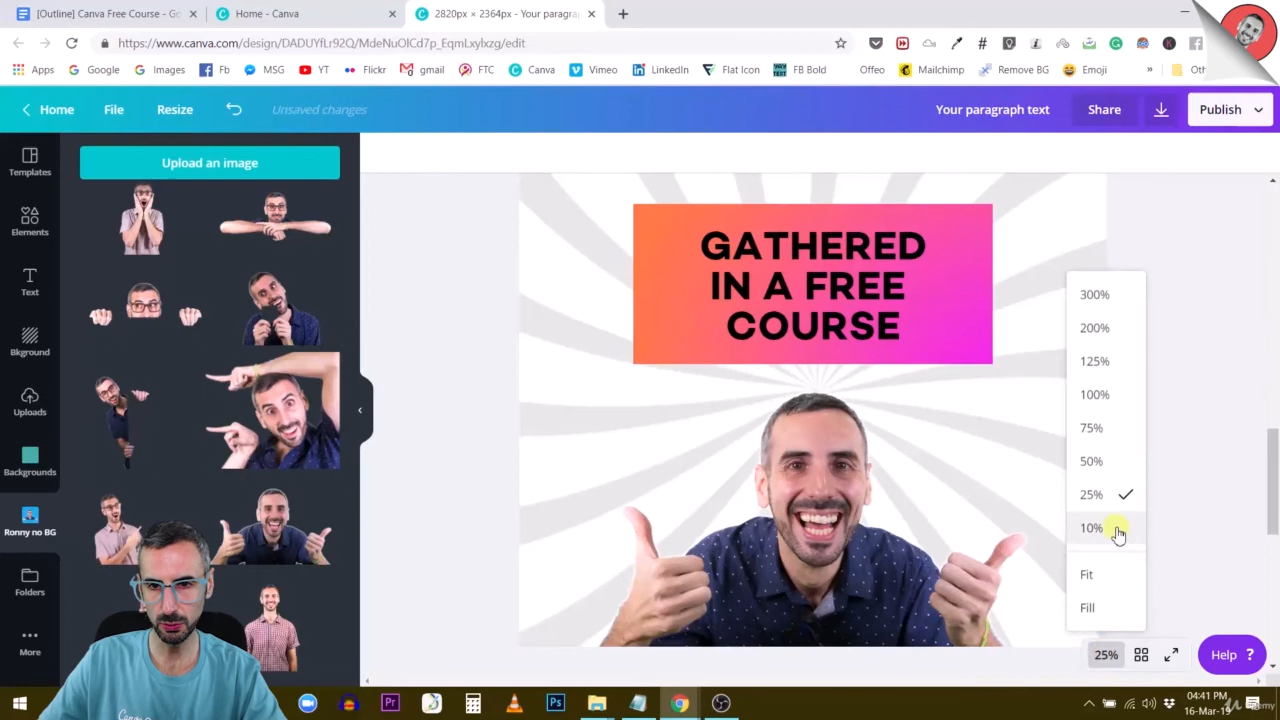 [Outline] Canva Free Course - Go
Home - Canva
2820px × 2364px - Your paragra
https://www.canva.com/design/DADUYfLr92Q/MdeNuOlCd7p_EqmLxylxzg/edit
Apps
Google
Images
Fb
MSG
YT
Flickr
gmail
FTC
Canva
Vimeo
LinkedIn
Flat Icon
FB Bold
Offeo
Mailchimp
Remove BG
Emoji
»
Home
File
Resize
Unsaved changes
Your paragraph text
Share
Publish
Templates
Elements
Text
Bkground
Uploads
Backgrounds
Ronny no BG
Folders
More
Upload an image
GATHERED
IN A FREE
COURSE
300%
200%
125%
100%
75%
50%
25%
10%
Fit
Fill
25%
Help ?
04:41 PM